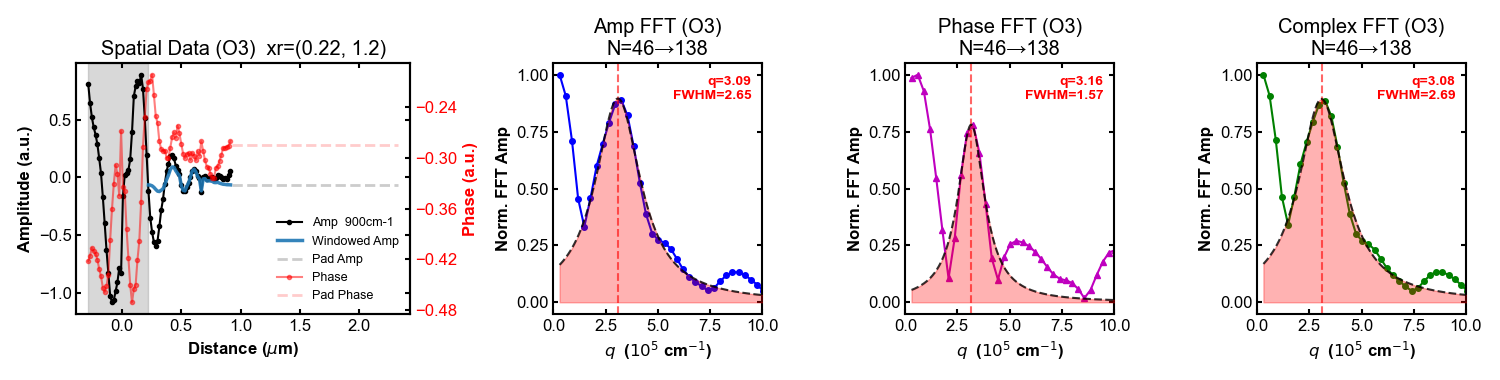 Spatial Data (O3)  xr=(0.22, 1.2)
Amplitude (a.u.)
0.5
0.0
−0.5
−1.0
0.0
0.5
1.0
1.5
2.0
Distance (μm)
−0.24
−0.30
−0.36
−0.42
−0.48
Phase (a.u.)
Amp  900cm-1
Windowed Amp
Pad Amp
Phase
Pad Phase
Amp FFT (O3)
N=46→138
q=3.09
FWHM=2.65
Norm. FFT Amp
1.00
0.75
0.50
0.25
0.00
0.0
2.5
5.0
7.5
10.0
q (10⁵ cm⁻¹)
Phase FFT (O3)
N=46→138
q=3.16
FWHM=1.57
Norm. FFT Amp
1.00
0.75
0.50
0.25
0.00
0.0
2.5
5.0
7.5
10.0
q (10⁵ cm⁻¹)
Complex FFT (O3)
N=46→138
q=3.08
FWHM=2.69
Norm. FFT Amp
1.00
0.75
0.50
0.25
0.00
0.0
2.5
5.0
7.5
10.0
q (10⁵ cm⁻¹)